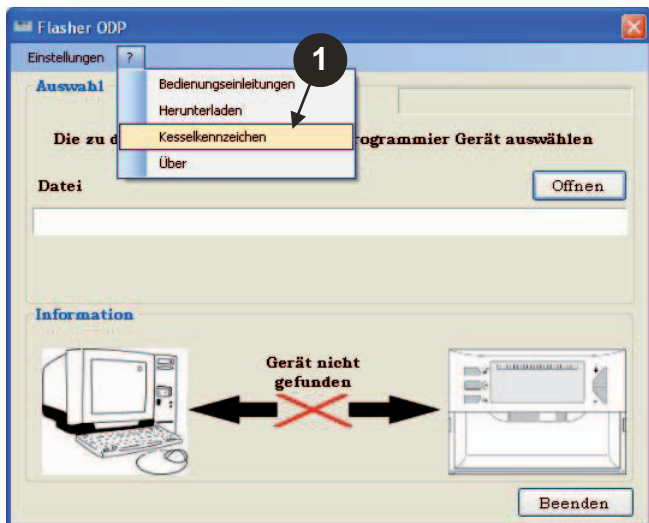 Flasher ODP
Einstellungen ?
1
Auswahl
Bedienungseinleitungen
Herunterladen
Kesselkennzeichen
Über
Die zu d rogrammier Gerät auswählen
Datei
Offnen
Information
Gerät nicht
gefunden
Beenden